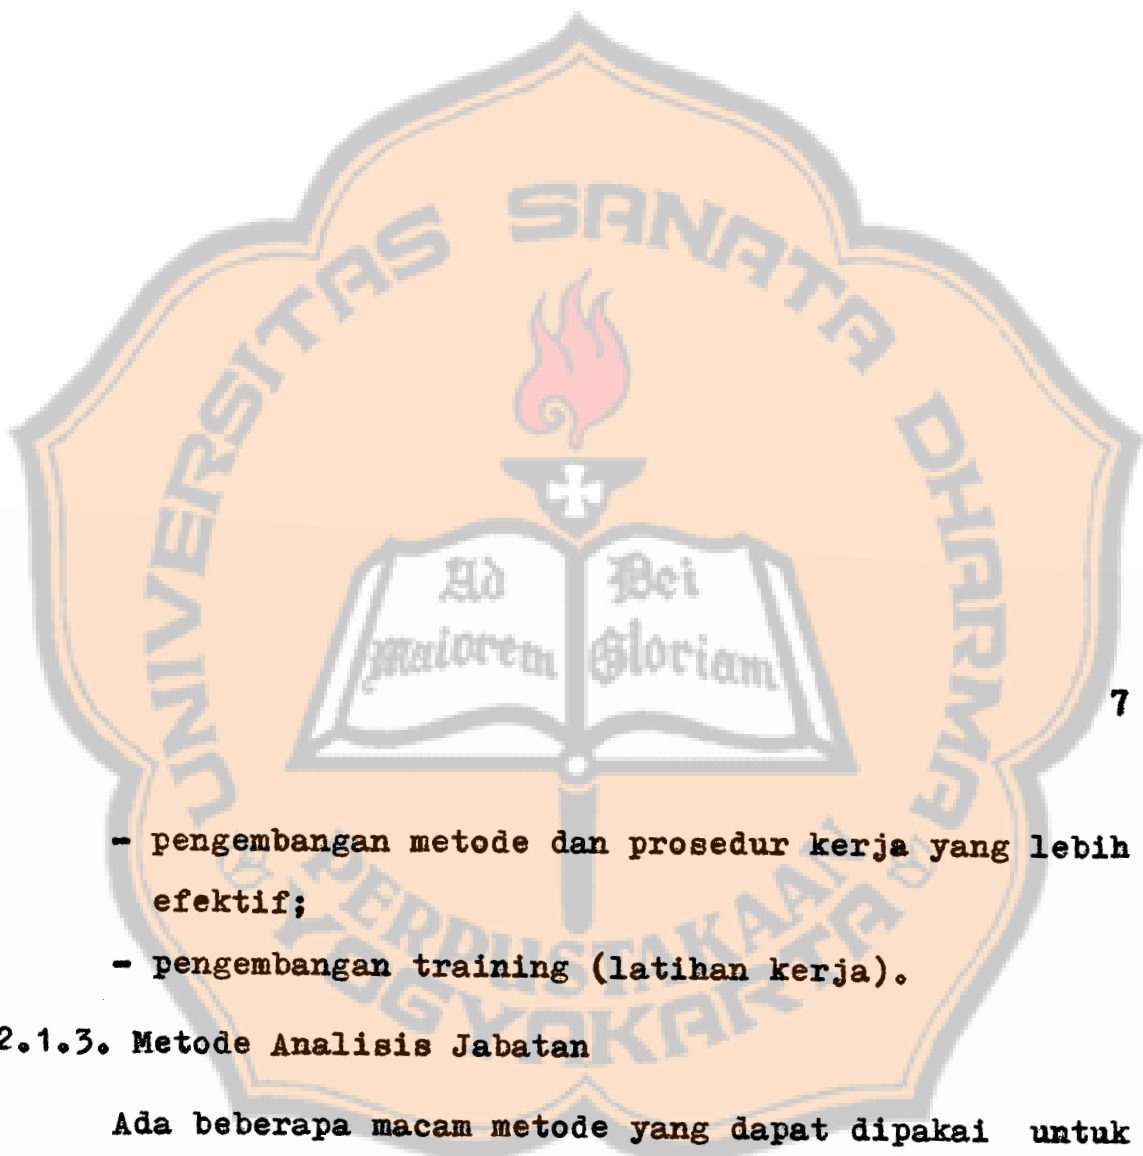 UNIVERSITAS SANATA DHARMA
Ad Dei
maiorem Gloriam
7
- pengembangan metode dan prosedur kerja yang lebih
efektif;
PERPUSTAKAAN
- pengembangan training (latihan kerja).
YOGYAKARTA
2.1.3. Metode Analisis Jabatan
Ada beberapa macam metode yang dapat dipakai untuk